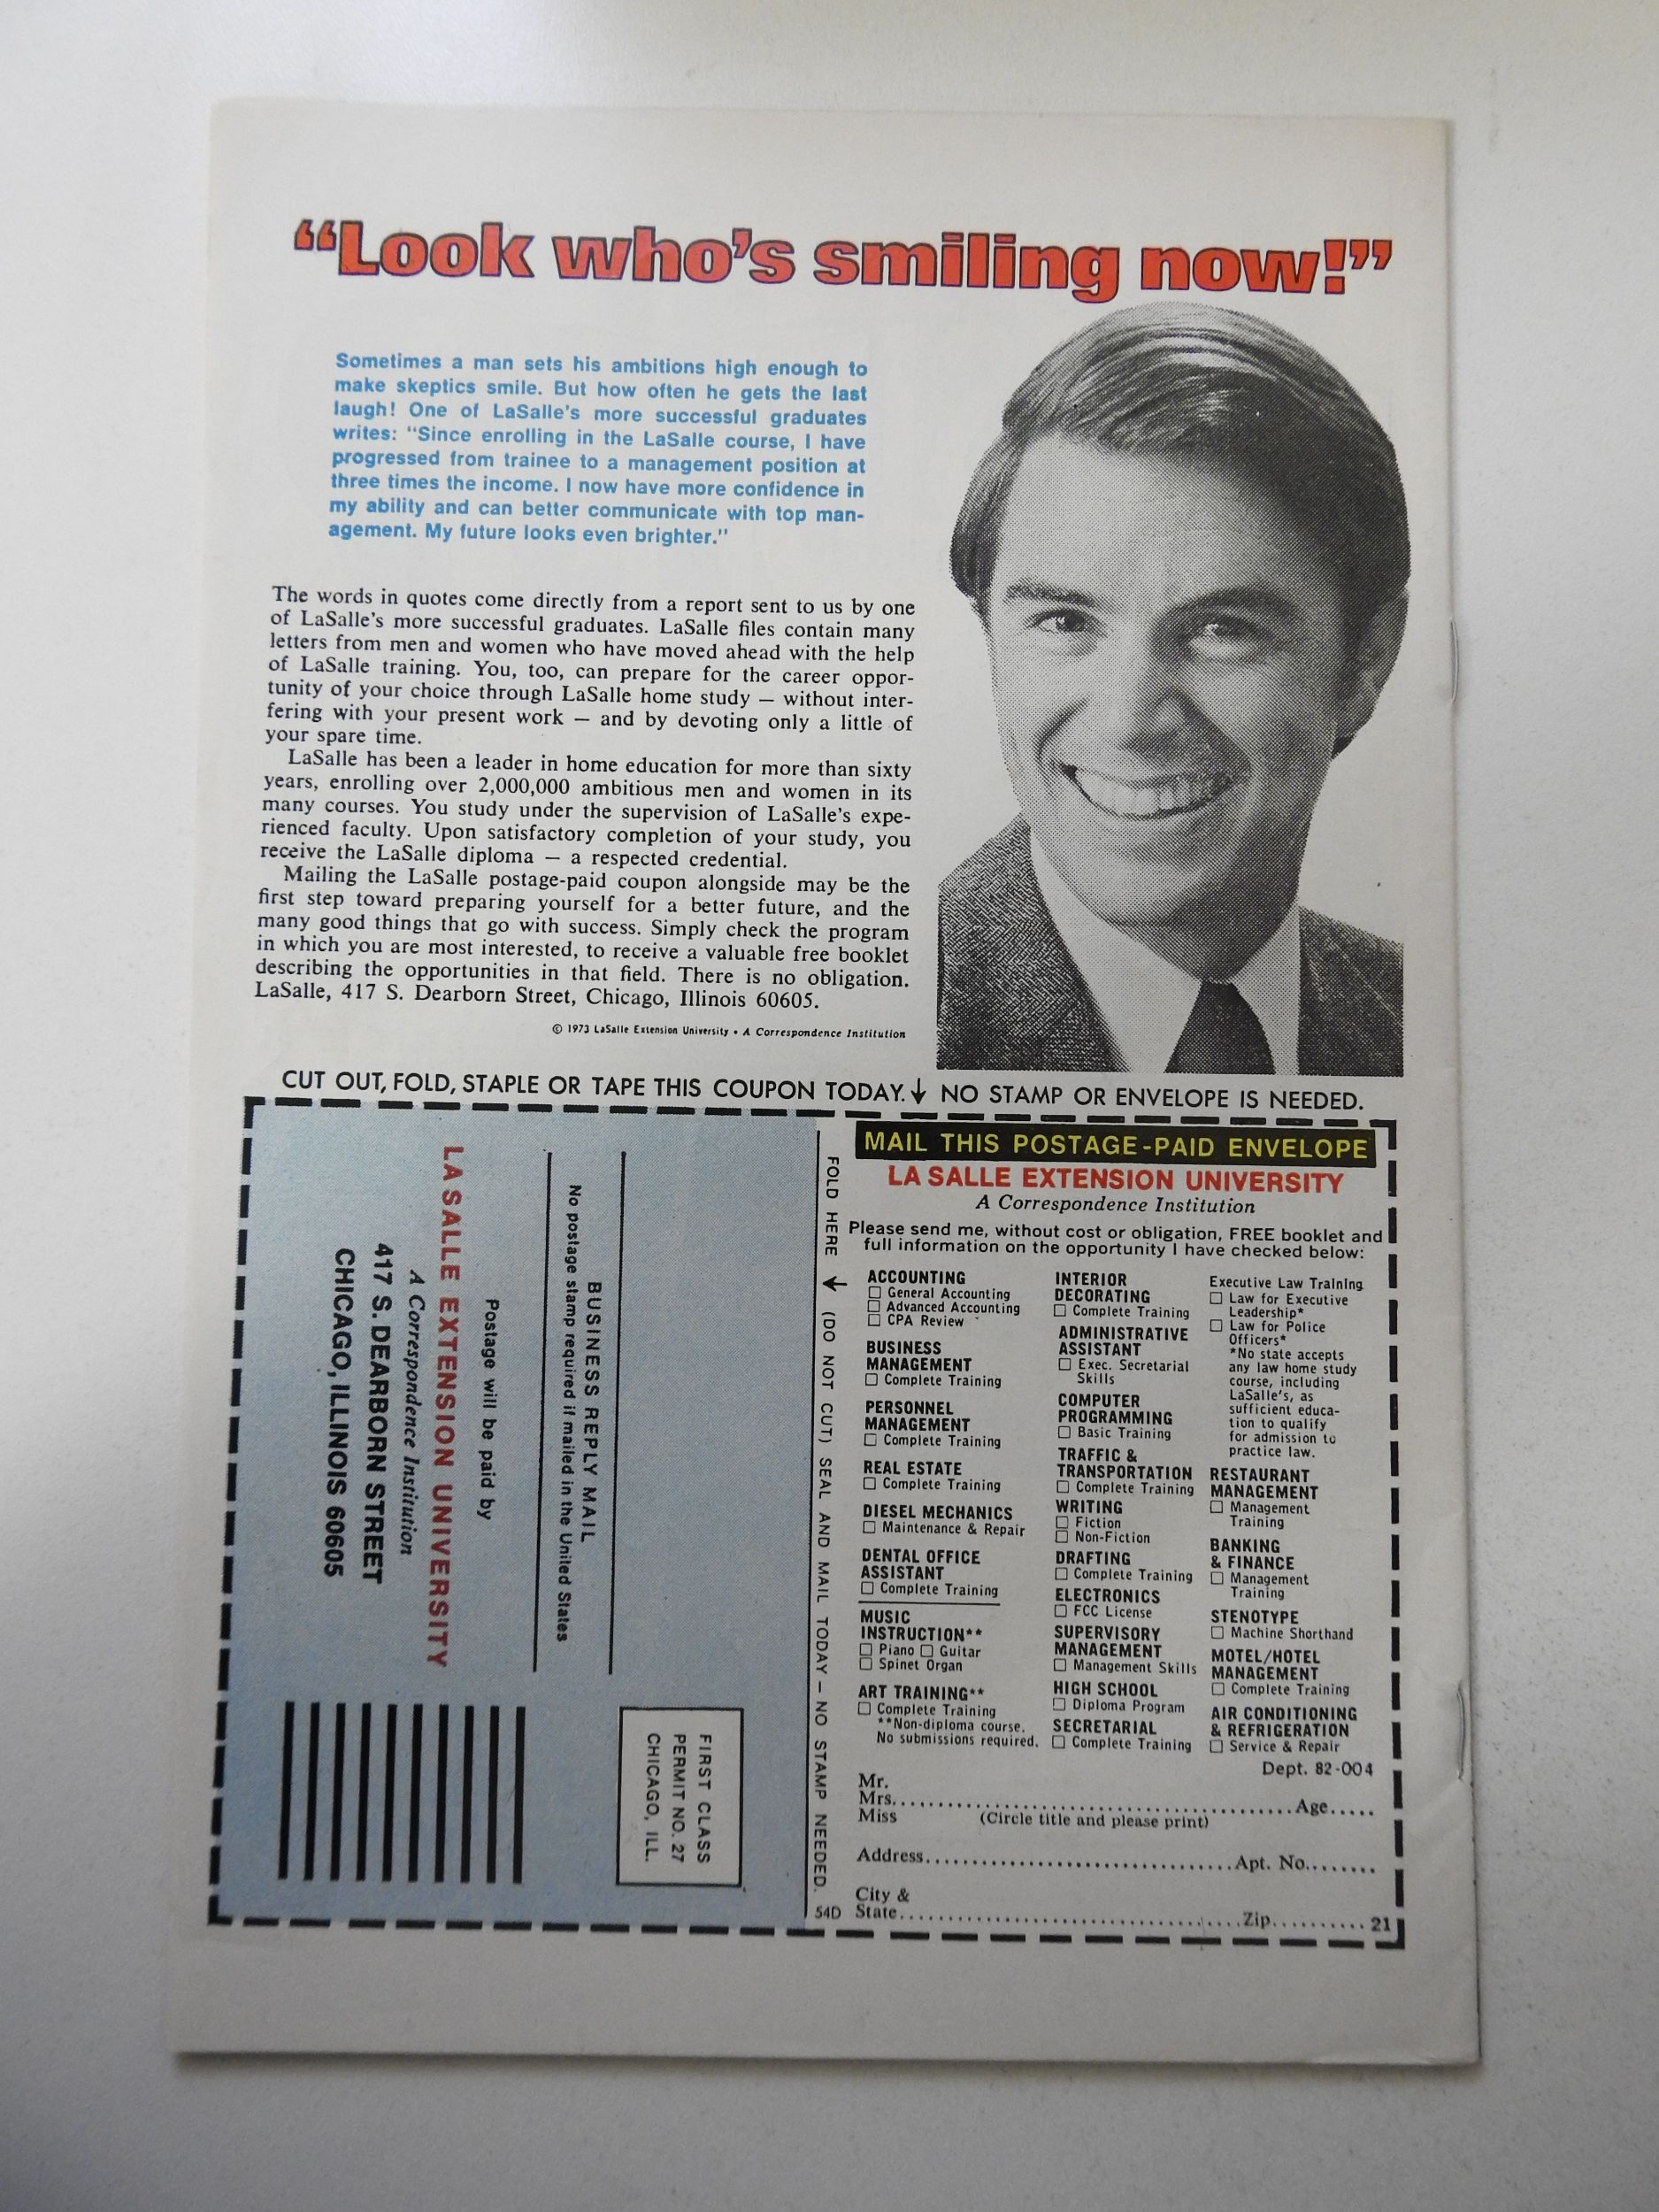 “Look who's smiling now!”
Sometimes a man sets his ambitions high enough to
make skeptics smile. But how often he gets the last
laugh! One of LaSalle's more successful graduates
writes: “Since enrolling in the LaSalle course, I have
progressed from trainee to a management position at
three times the income. I now have more confidence in
my ability and can better communicate with top man-
agement. My future looks even brighter.”
The words in quotes come directly from a report sent to us by one
of LaSalle's more successful graduates. LaSalle files contain many
letters from men and women who have moved ahead with the help
of LaSalle training. You, too, can prepare for the career oppor-
tunity of your choice through LaSalle home study — without inter-
fering with your present work — and by devoting only a little of
your spare time.
LaSalle has been a leader in home education for more than sixty
years, enrolling over 2,000,000 ambitious men and women in its
many courses. You study under the supervision of LaSalle's expe-
rienced faculty. Upon satisfactory completion of your study, you
receive the LaSalle diploma — a respected credential.
Mailing the LaSalle postage-paid coupon alongside may be the
first step toward preparing yourself for a better future, and the
many good things that go with success. Simply check the program
in which you are most interested, to receive a valuable free booklet
describing the opportunities in that field. There is no obligation.
LaSalle, 417 S. Dearborn Street, Chicago, Illinois 60605.
© 1973 LaSalle Extension University • A Correspondence Institution
CUT OUT, FOLD, STAPLE OR TAPE THIS COUPON TODAY.↓ NO STAMP OR ENVELOPE IS NEEDED.
FIRST CLASS
PERMIT NO. 27
CHICAGO, ILL.
BUSINESS REPLY MAIL
No postage stamp required if mailed in the United States
Postage will be paid by
LA SALLE EXTENSION UNIVERSITY
A Correspondence Institution
417 S. DEARBORN STREET
CHICAGO, ILLINOIS 60605
FOLD HERE ↓ (DO NOT CUT) SEAL AND MAIL TODAY – NO STAMP NEEDED.
54D
MAIL THIS POSTAGE-PAID ENVELOPE
LA SALLE EXTENSION UNIVERSITY
A Correspondence Institution
Please send me, without cost or obligation, FREE booklet and
full information on the opportunity I have checked below:
ACCOUNTING
☐ General Accounting
☐ Advanced Accounting
☐ CPA Review
BUSINESS
MANAGEMENT
☐ Complete Training
PERSONNEL
MANAGEMENT
☐ Complete Training
REAL ESTATE
☐ Complete Training
DIESEL MECHANICS
☐ Maintenance & Repair
DENTAL OFFICE
ASSISTANT
☐ Complete Training
MUSIC
INSTRUCTION**
☐ Piano ☐ Guitar
☐ Spinet Organ
ART TRAINING**
☐ Complete Training
**Non-diploma course.
No submissions required.
INTERIOR
DECORATING
☐ Complete Training
ADMINISTRATIVE
ASSISTANT
☐ Exec. Secretarial
Skills
COMPUTER
PROGRAMMING
☐ Basic Training
TRAFFIC &
TRANSPORTATION
☐ Complete Training
WRITING
☐ Fiction
☐ Non-Fiction
DRAFTING
☐ Complete Training
ELECTRONICS
☐ FCC License
SUPERVISORY
MANAGEMENT
☐ Management Skills
HIGH SCHOOL
☐ Diploma Program
SECRETARIAL
☐ Complete Training
Executive Law Training
☐ Law for Executive
Leadership*
☐ Law for Police
Officers*
*No state accepts
any law home study
course, including
LaSalle's, as
sufficient educa-
tion to qualify
for admission to
practice law.
RESTAURANT
MANAGEMENT
☐ Management
Training
BANKING
& FINANCE
☐ Management
Training
STENOTYPE
☐ Machine Shorthand
MOTEL/HOTEL
MANAGEMENT
☐ Complete Training
AIR CONDITIONING
& REFRIGERATION
☐ Service & Repair
Dept. 82-004
Mr.
Mrs. Age
Miss (Circle title and please print)
Address Apt. No.
City &
State Zip 21